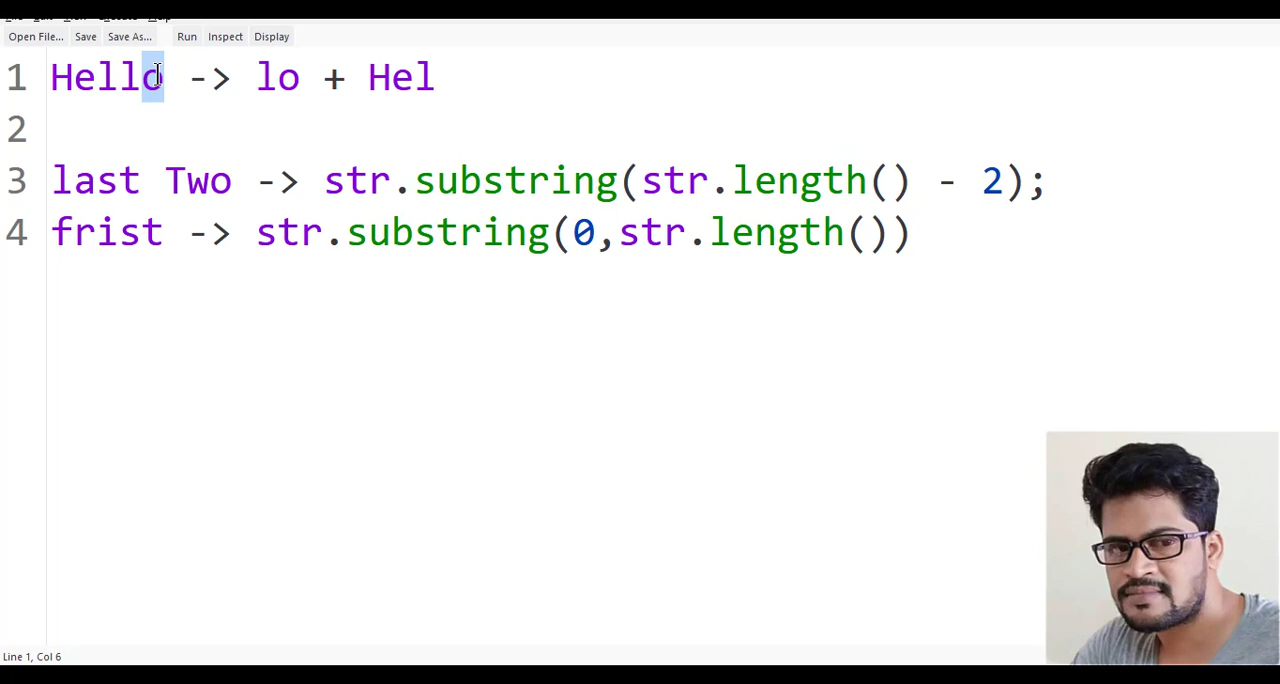 Open File... Save Save As... Run Inspect Display
1 Hello -> lo + Hel
2
3 last Two -> str.substring(str.length() - 2);
4 frist -> str.substring(0,str.length())
Line 1, Col 6